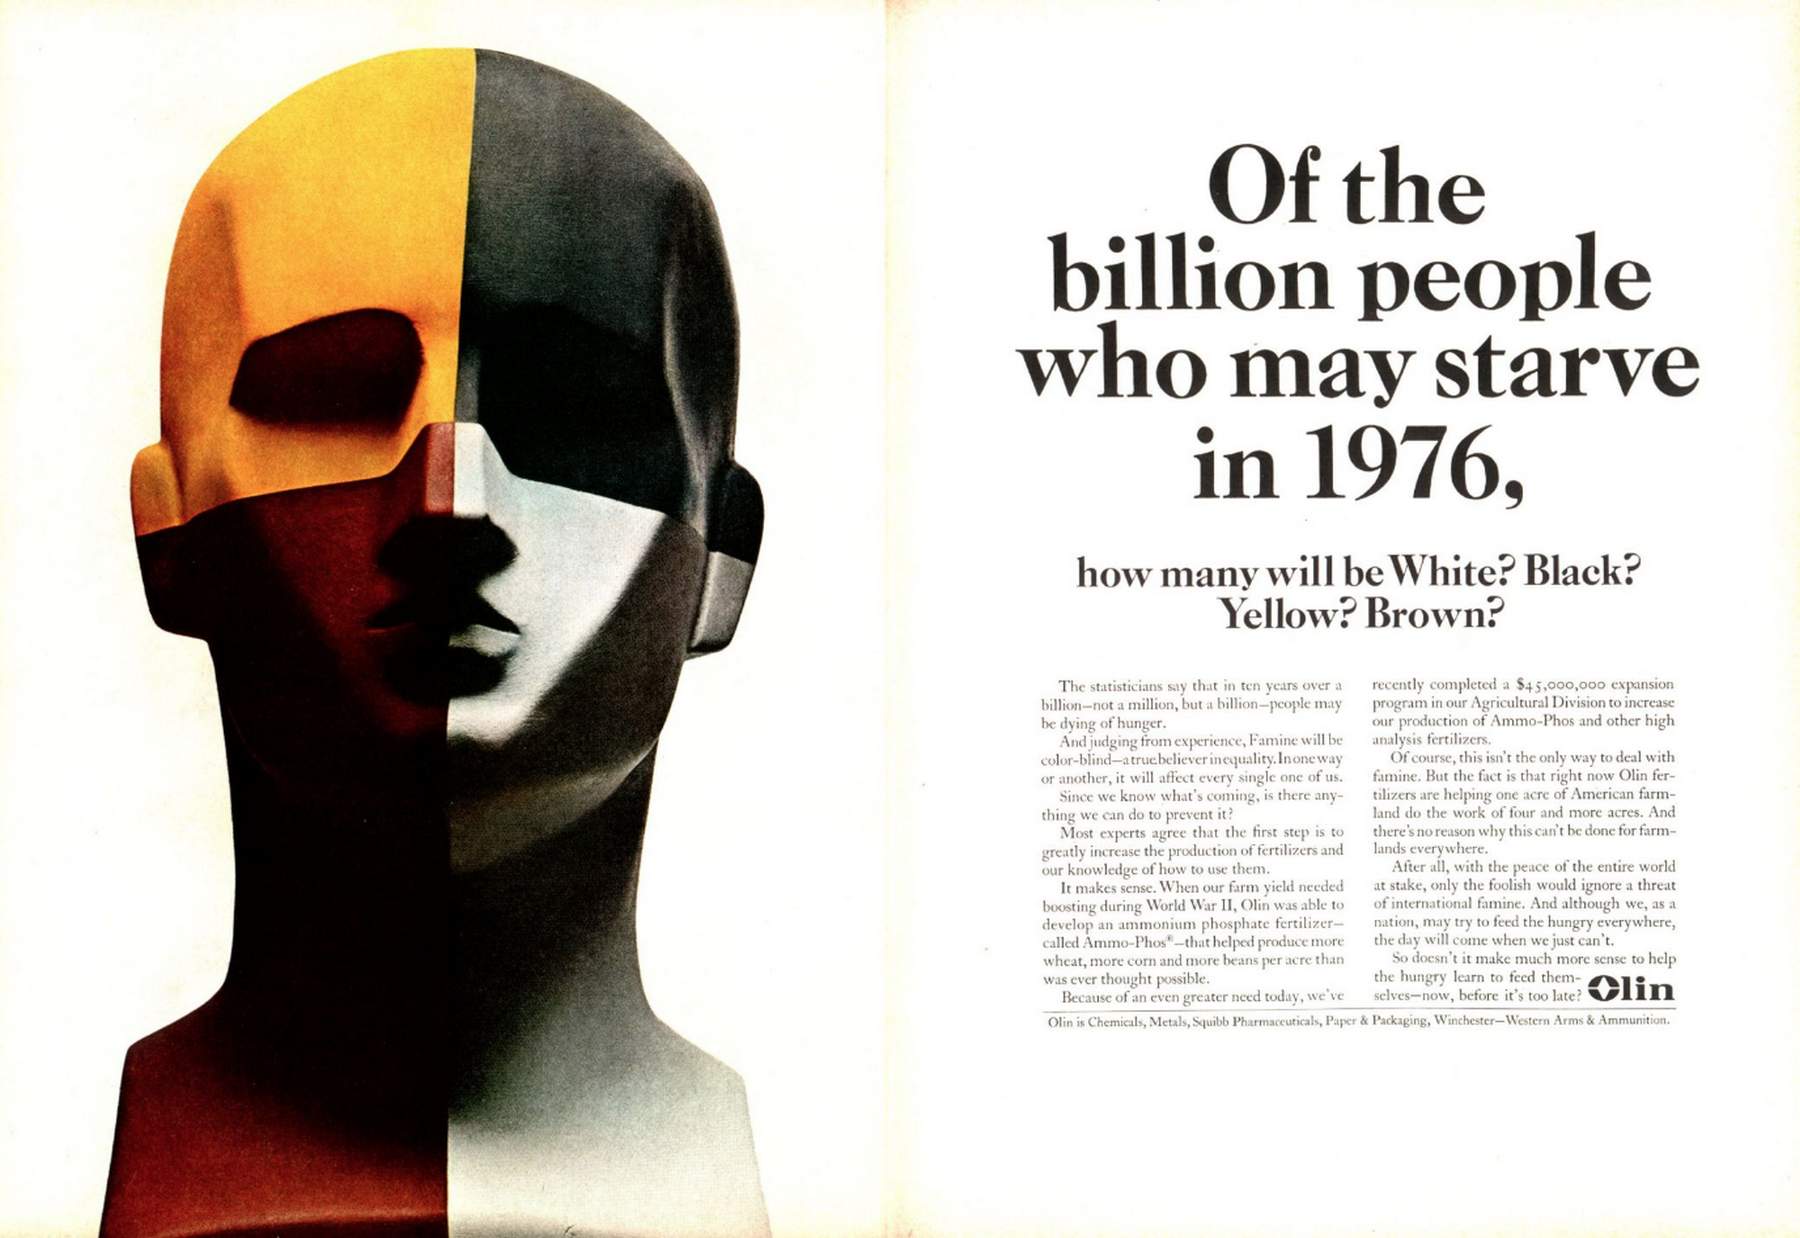 Of the
billion people
who may starve
in 1976,
how many will be White? Black?
Yellow? Brown?
The statisticians say that in ten years over a
billion—not a million, but a billion—people may
be dying of hunger.
And judging from experience, Famine will be
color-blind—a true believer in equality. In one way
or another, it will affect every single one of us.
Since we know what's coming, is there any-
thing we can do to prevent it?
Most experts agree that the first step is to
greatly increase the production of fertilizers and
our knowledge of how to use them.
It makes sense. When our farm yield needed
boosting during World War II, Olin was able to
develop an ammonium phosphate fertilizer—
called Ammo-Phos®—that helped produce more
wheat, more corn and more beans per acre than
was ever thought possible.
Because of an even greater need today, we've
recently completed a $45,000,000 expansion
program in our Agricultural Division to increase
our production of Ammo-Phos and other high
analysis fertilizers.
Of course, this isn't the only way to deal with
famine. But the fact is that right now Olin fer-
tilizers are helping one acre of American farm-
land do the work of four and more acres. And
there's no reason why this can't be done for farm-
lands everywhere.
After all, with the peace of the entire world
at stake, only the foolish would ignore a threat
of international famine. And although we, as a
nation, may try to feed the hungry everywhere,
the day will come when we just can't.
So doesn't it make much more sense to help
the hungry learn to feed them-
selves—now, before it's too late?
Olin
Olin is Chemicals, Metals, Squibb Pharmaceuticals, Paper & Packaging, Winchester—Western Arms & Ammunition.